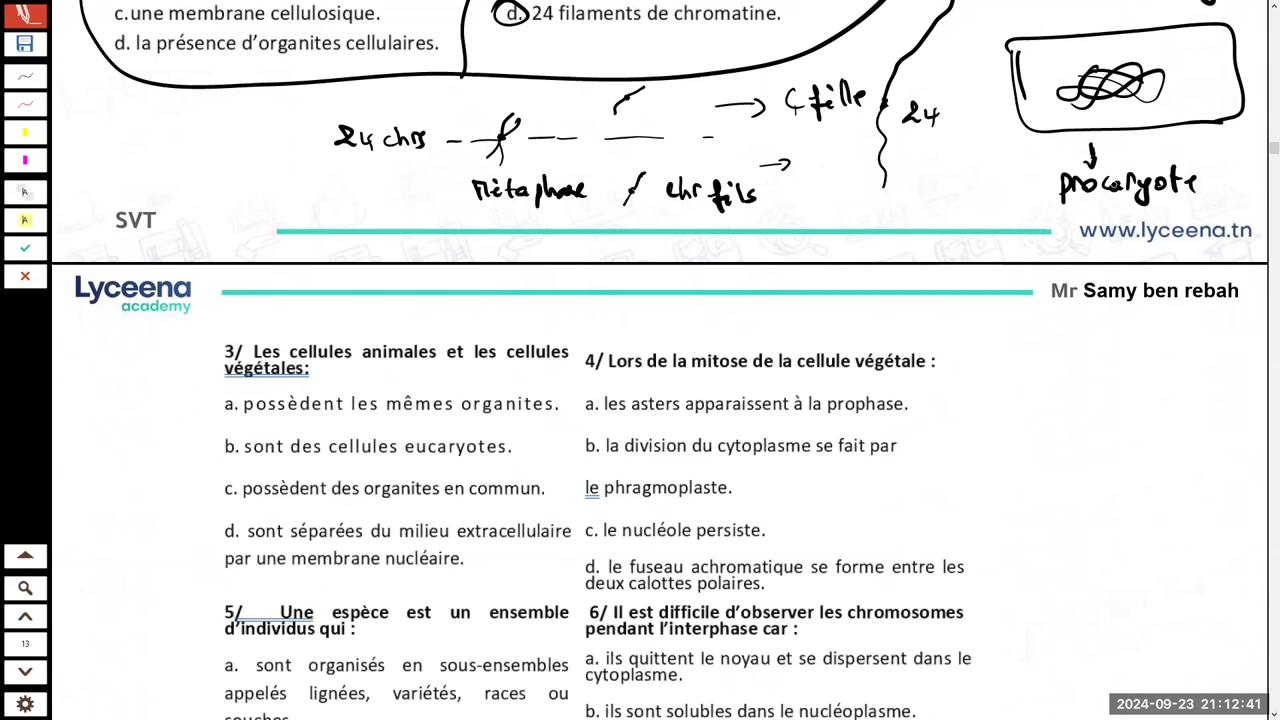 c.une membrane cellulosique.
d. la présence d'organites cellulaires.
d. 24 filaments de chromatine.
24 chrs
Métaphase
chr fils
C fille
24
procaryote
SVT
www.lyceena.tn
Lyceena
academy
Mr Samy ben rebah
3/ Les cellules animales et les cellules
végétales:
a. possèdent les mêmes organites.
b. sont des cellules eucaryotes.
c. possèdent des organites en commun.
d. sont séparées du milieu extracellulaire
par une membrane nucléaire.
4/ Lors de la mitose de la cellule végétale :
a. les asters apparaissent à la prophase.
b. la division du cytoplasme se fait par
le phragmoplaste.
c. le nucléole persiste.
d. le fuseau achromatique se forme entre les
deux calottes polaires.
5/ Une espèce est un ensemble
d'individus qui :
a. sont organisés en sous-ensembles
appelés lignées, variétés, races ou
souches
6/ Il est difficile d'observer les chromosomes
pendant l'interphase car :
a. ils quittent le noyau et se dispersent dans le
cytoplasme.
b. ils sont solubles dans le nucléoplasme.
13
2024-09-23 21:12:41